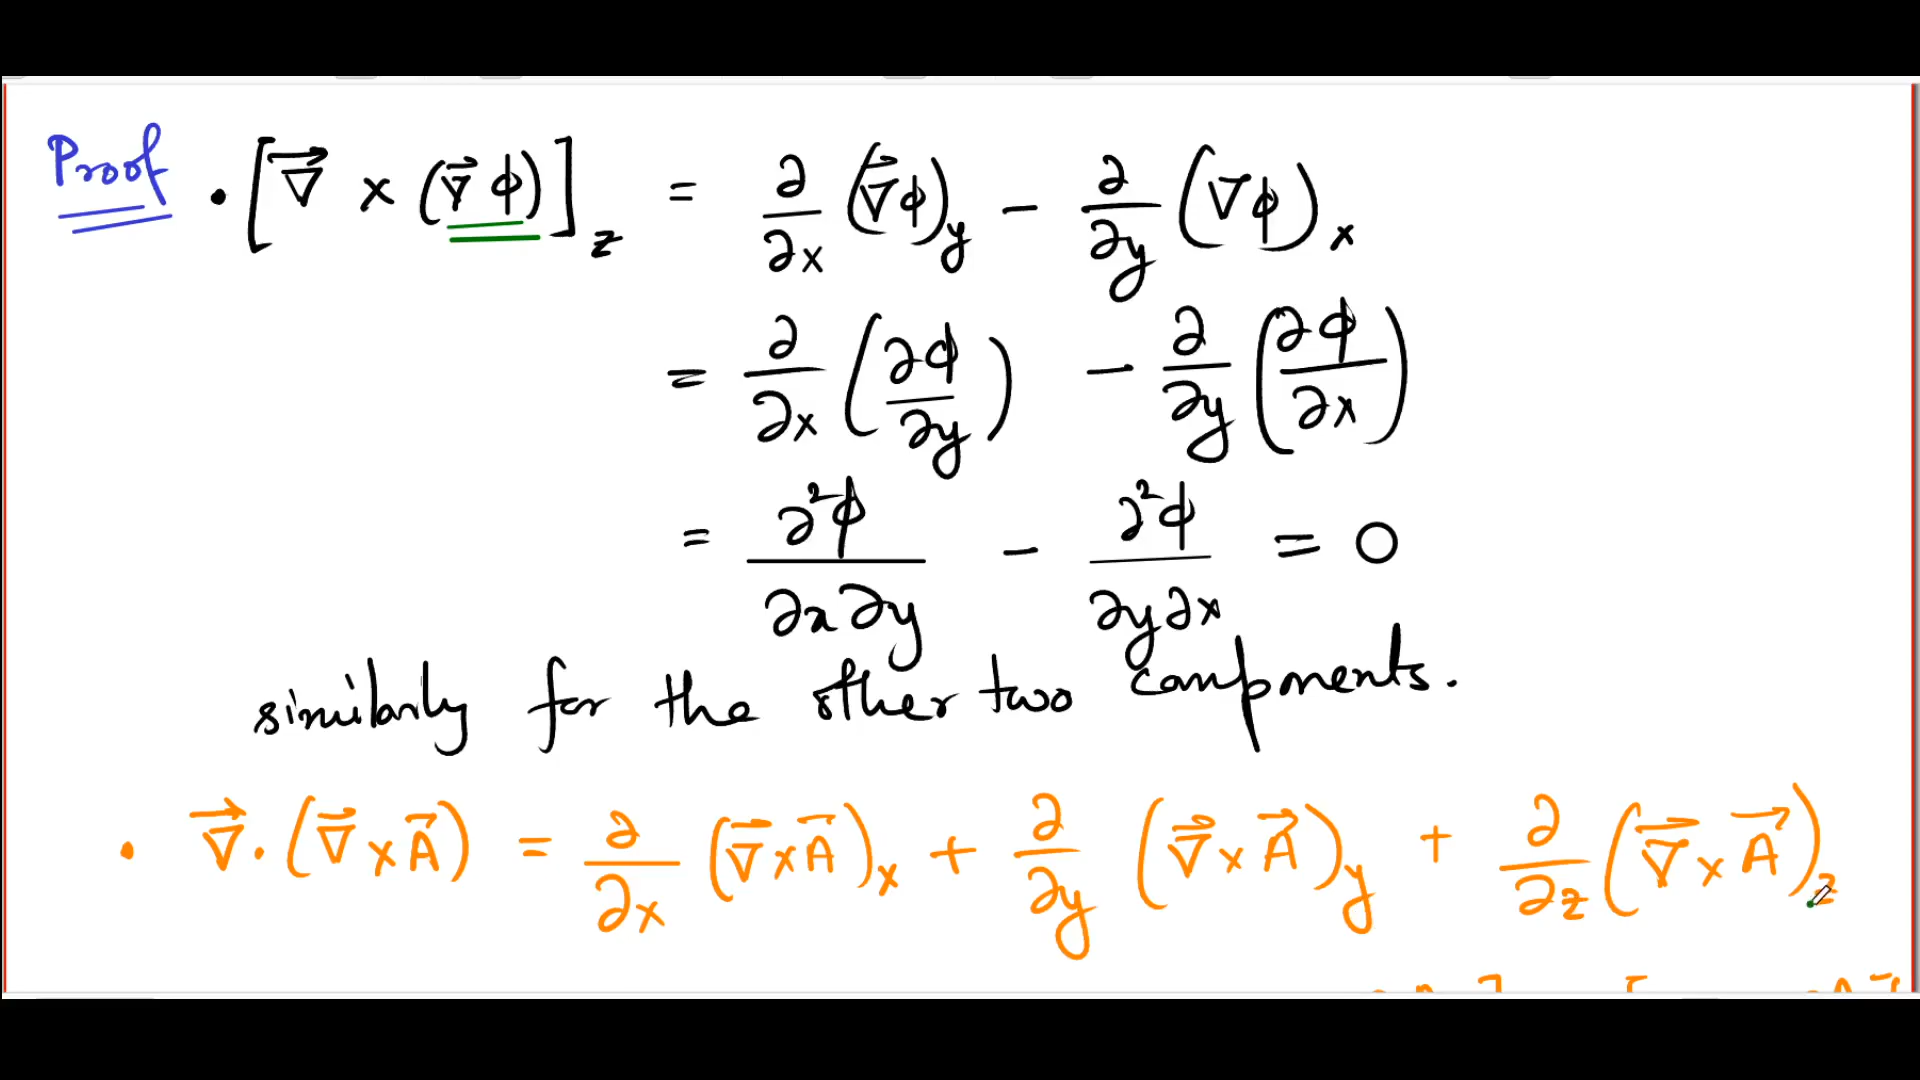 Proof • [∇⃗ × (∇⃗ φ)]_z = ∂/∂x (∇⃗φ)_y − ∂/∂y (∇φ)_x
= ∂/∂x (∂φ/∂y) − ∂/∂y (∂φ/∂x)
= ∂²φ/∂x∂y − ∂²φ/∂y∂x = 0
similarly for the other two components.
• ∇⃗·(∇⃗×A⃗) = ∂/∂x (∇⃗×A⃗)_x + ∂/∂y (∇⃗×A⃗)_y + ∂/∂z (∇⃗×A⃗)_z